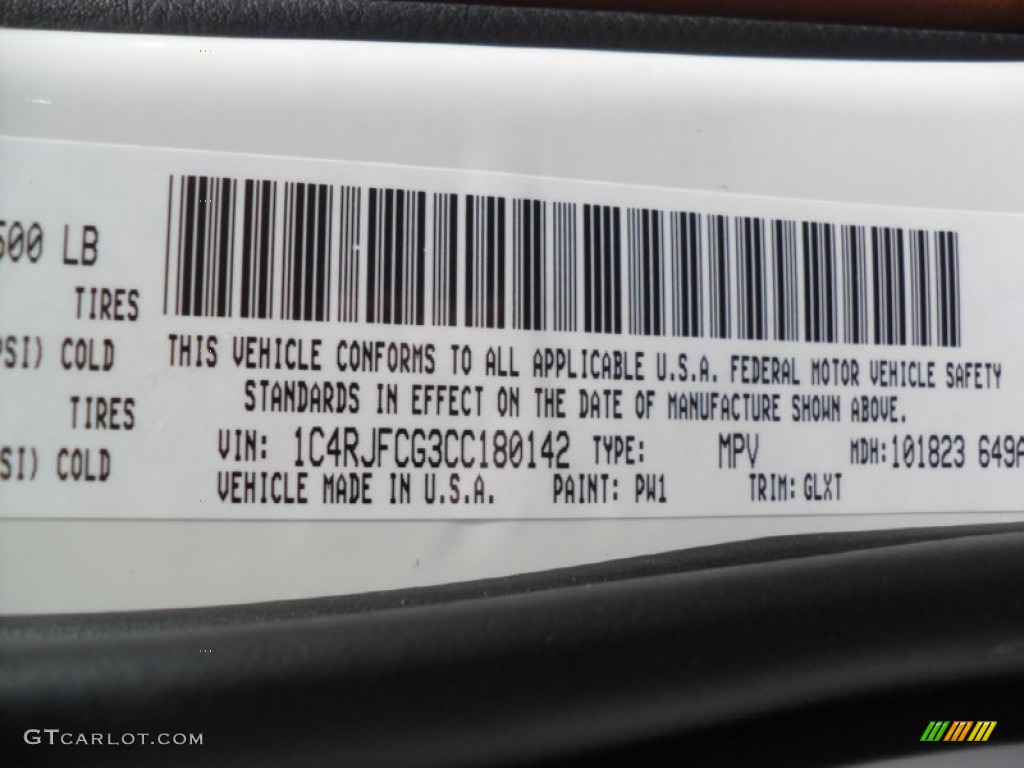 500 LB
TIRES
PSI) COLD
TIRES
SI) COLD
THIS VEHICLE CONFORMS TO ALL APPLICABLE U.S.A. FEDERAL MOTOR VEHICLE SAFETY
STANDARDS IN EFFECT ON THE DATE OF MANUFACTURE SHOWN ABOVE.
VIN: 1C4RJFCG3CC180142 TYPE: MPV MDH:101823 649A
VEHICLE MADE IN U.S.A. PAINT: PW1 TRIM: GLXT
GTCARLOT.COM